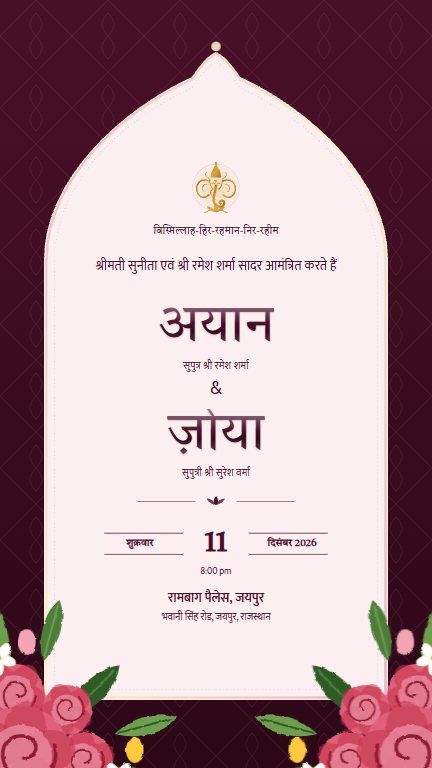 बिस्मिल्लाह-हिर-रहमान-निर-रहीम
श्रीमती सुनीता एवं श्री रमेश शर्मा सादर आमंत्रित करते हैं
अयान
सुपुत्र श्री रमेश शर्मा
&
ज़ोया
सुपुत्री श्री सुरेश वर्मा
शुक्रवार 11 दिसंबर 2026
8:00 pm
रामबाग पैलेस, जयपुर
भवानी सिंह रोड, जयपुर, राजस्थान